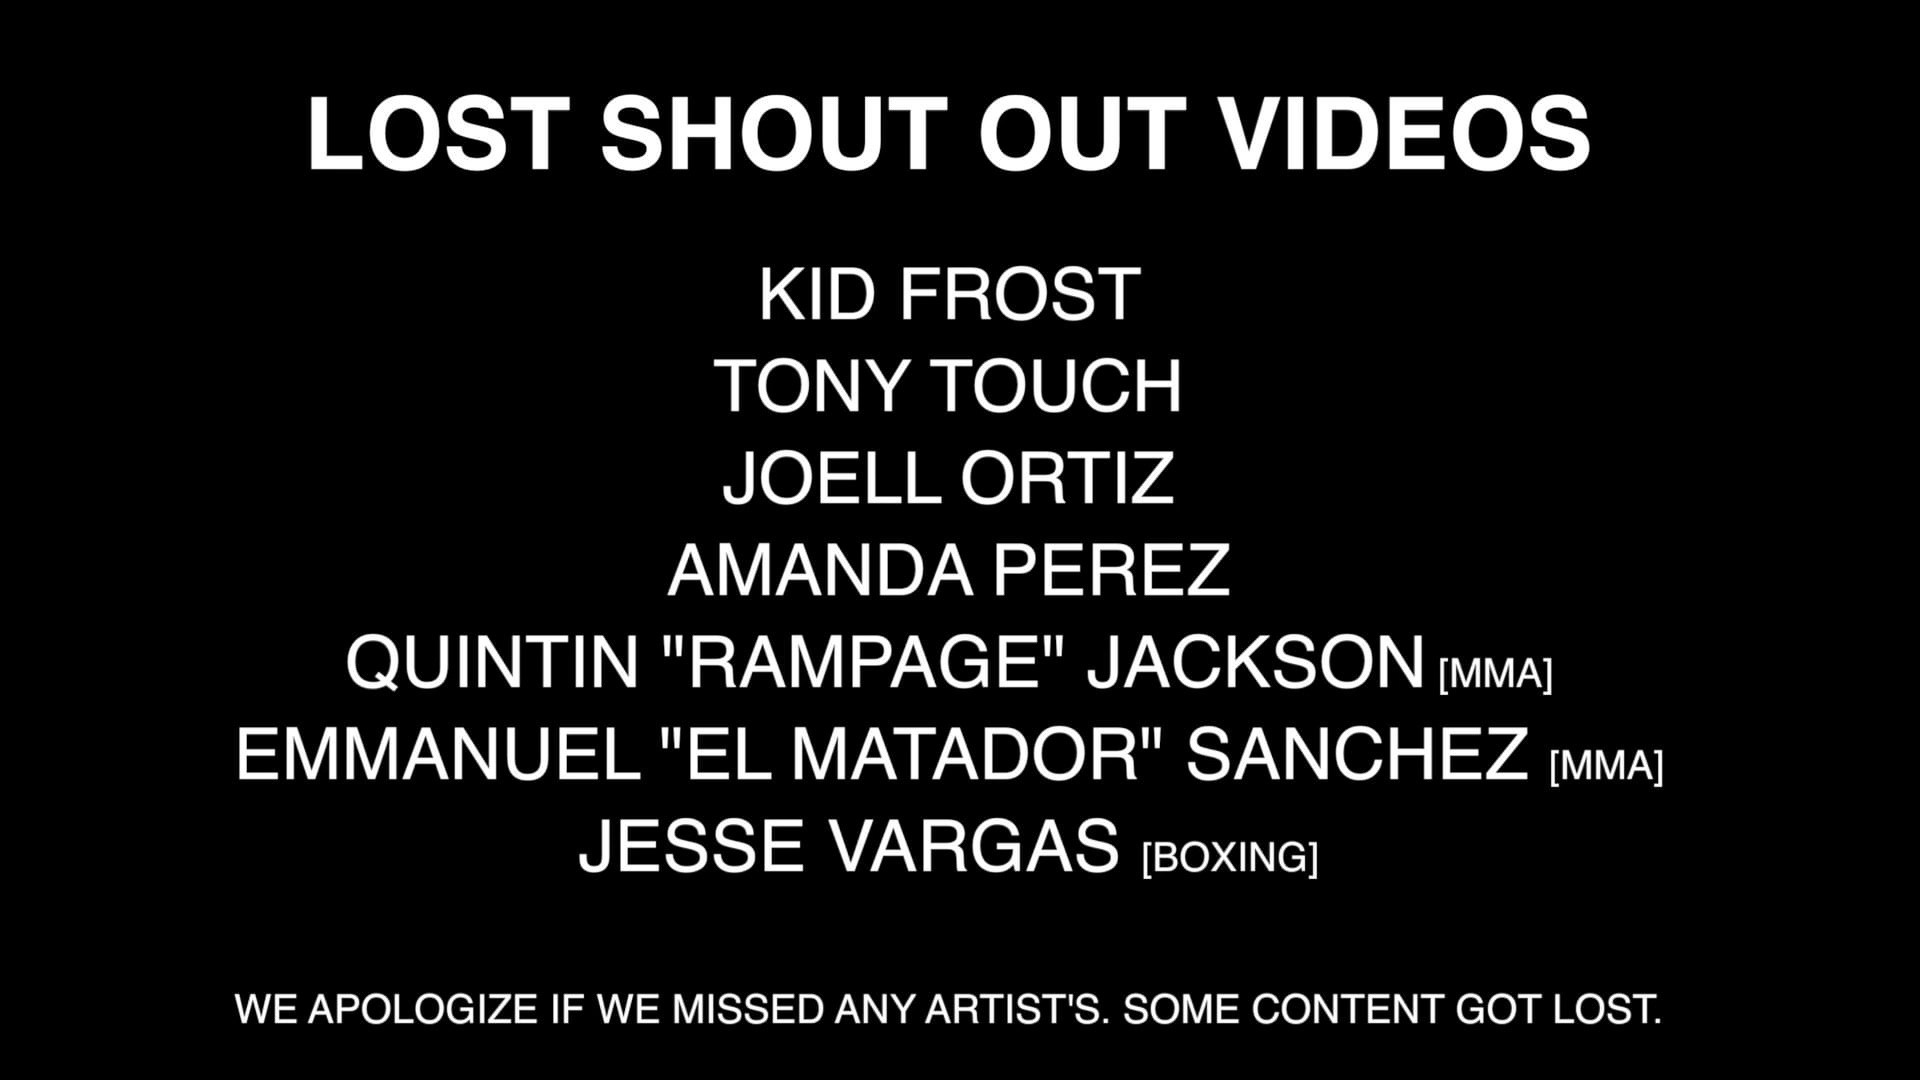 LOST SHOUT OUT VIDEOS
KID FROST
TONY TOUCH
JOELL ORTIZ
AMANDA PEREZ
QUINTIN "RAMPAGE" JACKSON [MMA]
EMMANUEL "EL MATADOR" SANCHEZ [MMA]
JESSE VARGAS [BOXING]
WE APOLOGIZE IF WE MISSED ANY ARTIST'S. SOME CONTENT GOT LOST.